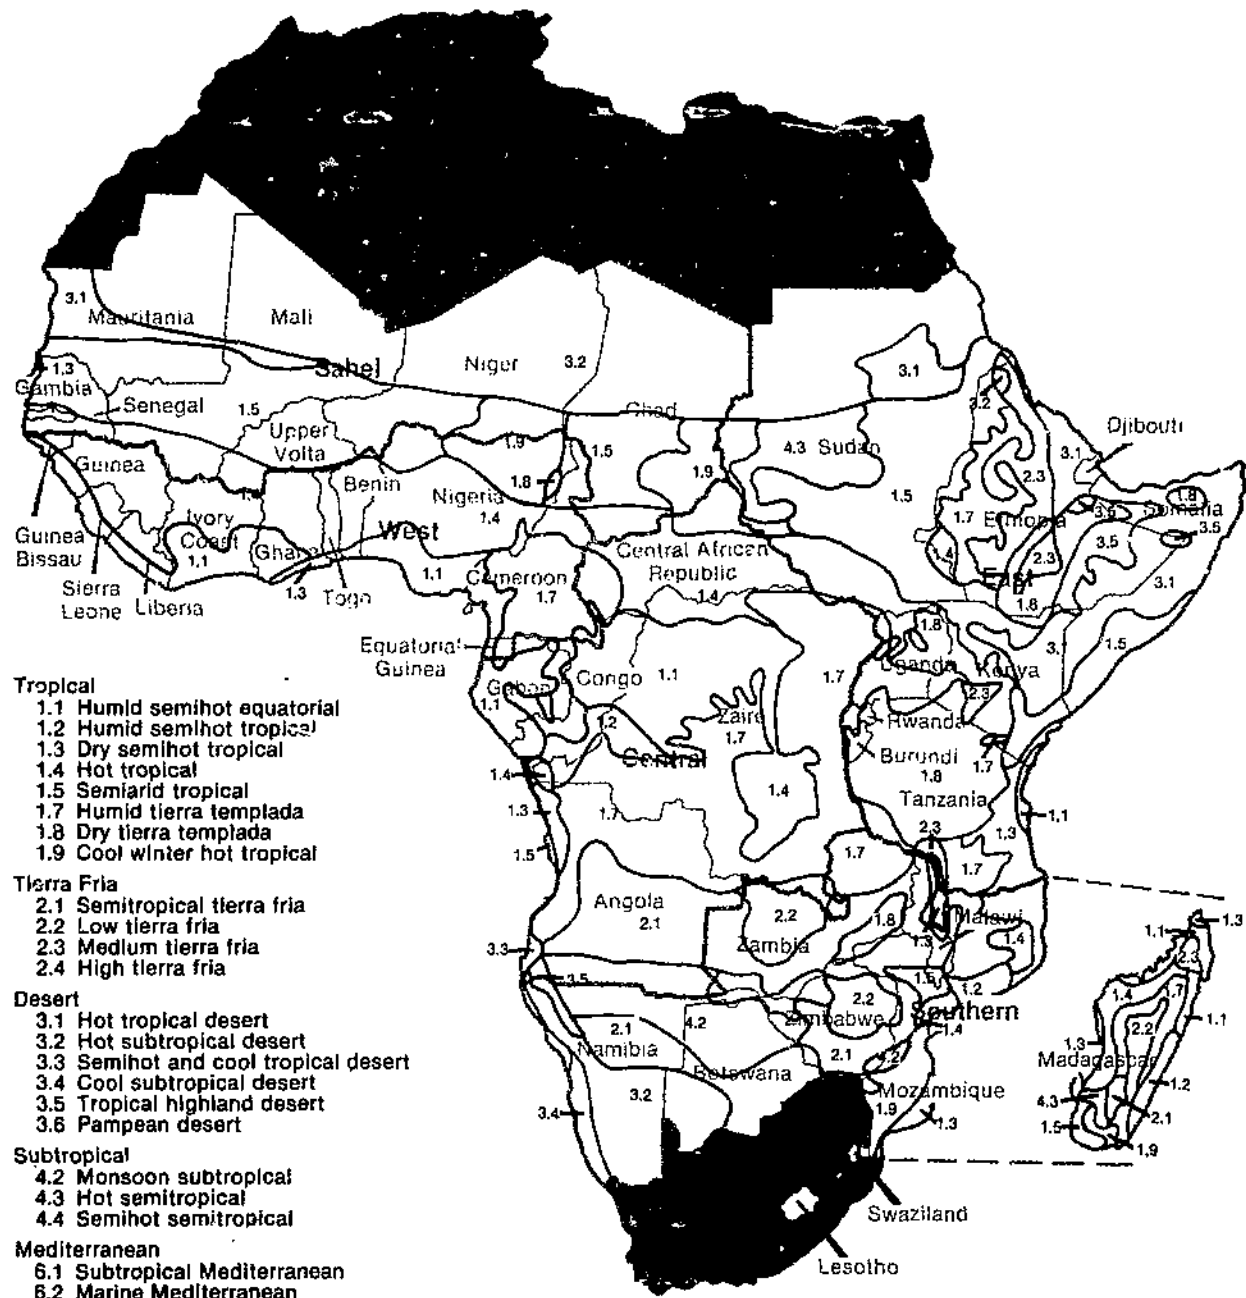 3.1
Mauritania
Mali
Sahel
Niger
3.2
3.1
1.3
Gambia
Senegal
1.5
Upper
Volta
Chad
4.3
Sudan
3.2
Djibouti
3.1
Guinea
1.9
1.5
1.9
2.3
Benin
Nigeria
1.8
1.4
1.5
1.7
Ethiopia
3.6
1.8
Somalia
3.5
Ivory
Coast
1.1
Ghana
West
Guinea
Bissau
Sierra
Leone
Liberia
1.3
Togo
1.1
Cameroon
1.7
Central African
Republic
1.4
1.4
East
2.3
3.5
3.1
1.8
1.8
Equatorial
Guinea
Uganda
Kenya
3.1
1.5
Gabon
1.1
Congo
1.1
1.7
2.3
1.2
Zaire
1.7
Rwanda
Burundi
Central
1.8
1.7
1.4
1.4
Tanzania
1.3
1.7
1.3
1.1
1.5
2.3
1.7
1.7
Angola
2.1
2.2
Zambia
1.8
Malawi
1.3
1.4
3.3
3.5
1.2
2.2
Zimbabwe
Southern
1.4
2.1
Namibia
4.2
2.1
Botswana
3.2
3.4
Mozambique
1.9
1.3
Swaziland
Lesotho
1.3
1.1
2.3
1.4
1.7
2.2
1.1
1.3
Madagascar
1.2
4.3
2.1
1.5
1.9
Tropical
1.1 Humid semihot equatorial
1.2 Humid semihot tropical
1.3 Dry semihot tropical
1.4 Hot tropical
1.5 Semiarid tropical
1.7 Humid tierra templada
1.8 Dry tierra templada
1.9 Cool winter hot tropical
Tierra Fria
2.1 Semitropical tierra fria
2.2 Low tierra fria
2.3 Medium tierra fria
2.4 High tierra fria
Desert
3.1 Hot tropical desert
3.2 Hot subtropical desert
3.3 Semihot and cool tropical desert
3.4 Cool subtropical desert
3.5 Tropical highland desert
3.6 Pampean desert
Subtropical
4.2 Monsoon subtropical
4.3 Hot semitropical
4.4 Semihot semitropical
Mediterranean
6.1 Subtropical Mediterranean
6.2 Marine Mediterranean